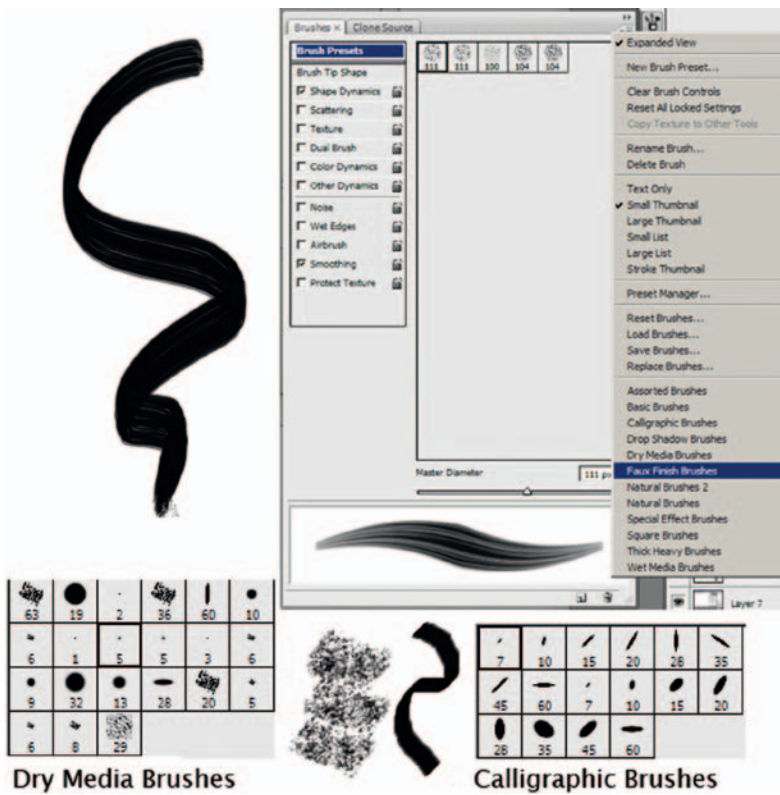 Brushes × Clone Source
Brush Presets
Brush Tip Shape
Shape Dynamics
Scattering
Texture
Dual Brush
Color Dynamics
Other Dynamics
Noise
Wet Edges
Airbrush
Smoothing
Protect Texture
111 111 100 104 104
Master Diameter
111 px
Expanded View
New Brush Preset...
Clear Brush Controls
Reset All Locked Settings
Copy Texture to Other Tools
Rename Brush...
Delete Brush
Text Only
Small Thumbnail
Large Thumbnail
Small List
Large List
Stroke Thumbnail
Preset Manager...
Reset Brushes...
Load Brushes...
Save Brushes...
Replace Brushes...
Assorted Brushes
Basic Brushes
Calligraphic Brushes
Drop Shadow Brushes
Dry Media Brushes
Faux Finish Brushes
Natural Brushes 2
Natural Brushes
Special Effect Brushes
Square Brushes
Thick Heavy Brushes
Wet Media Brushes
Layer 7
63 19 2 36 60 10
6 1 5 5 3 6
9 32 13 28 20 5
6 8 29
Dry Media Brushes
7 10 15 20 28 35
45 60 7 10 15 20
28 35 45 60
Calligraphic Brushes